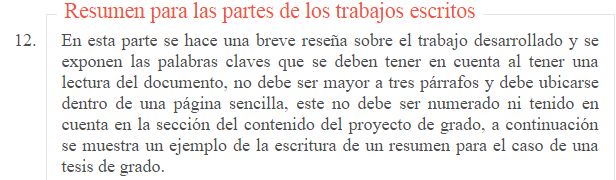 Resumen para las partes de los trabajos escritos
12. En esta parte se hace una breve reseña sobre el trabajo desarrollado y se
exponen las palabras claves que se deben tener en cuenta al tener una
lectura del documento, no debe ser mayor a tres párrafos y debe ubicarse
dentro de una página sencilla, este no debe ser numerado ni tenido en
cuenta en la sección del contenido del proyecto de grado, a continuación
se muestra un ejemplo de la escritura de un resumen para el caso de una
tesis de grado.